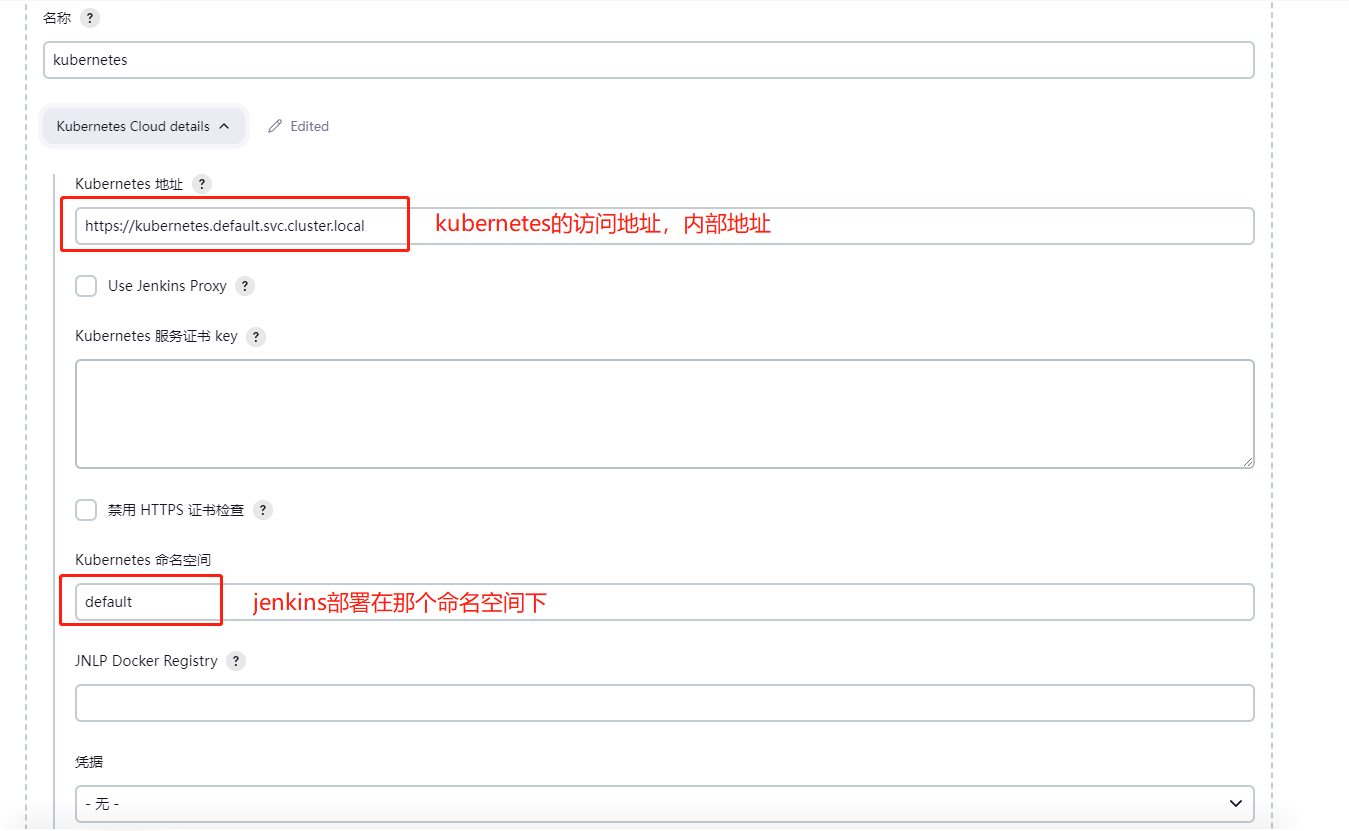 名称 ?
kubernetes
Kubernetes Cloud details Edited
Kubernetes 地址 ?
https://kubernetes.default.svc.cluster.local kubernetes的访问地址，内部地址
Use Jenkins Proxy ?
Kubernetes 服务证书 key ?
禁用 HTTPS 证书检查 ?
Kubernetes 命名空间
default jenkins部署在那个命名空间下
JNLP Docker Registry ?
凭据
- 无 -